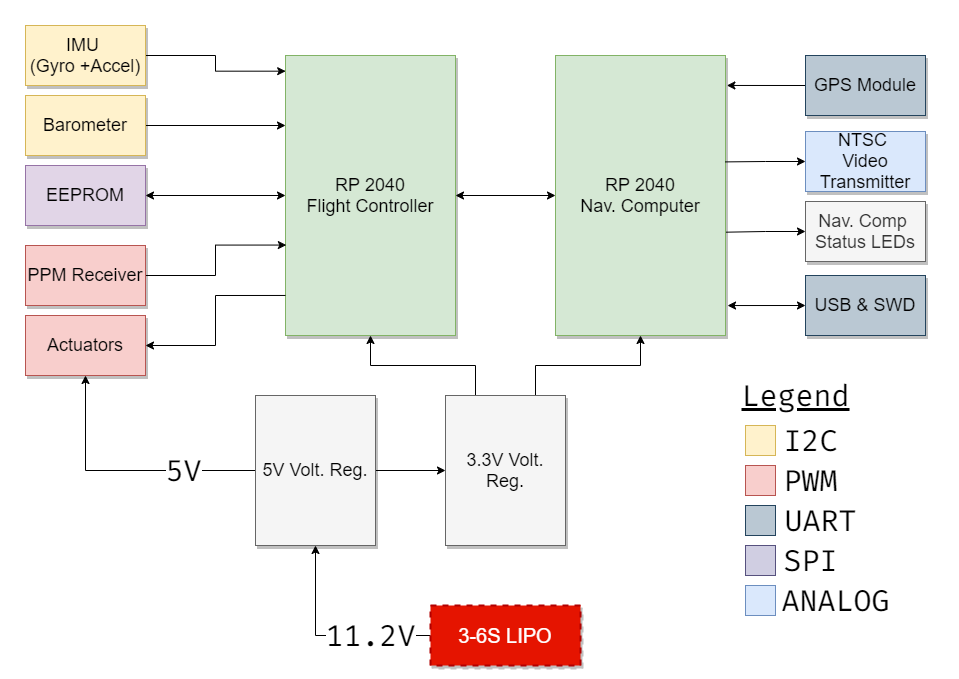 IMU
(Gyro +Accel)
Barometer
EEPROM
PPM Receiver
Actuators
RP 2040
Flight Controller
RP 2040
Nav. Computer
GPS Module
NTSC
Video
Transmitter
Nav. Comp
Status LEDs
USB & SWD
5V
5V Volt. Reg.
3.3V Volt.
Reg.
11.2V
3-6S LIPO
Legend
I2C
PWM
UART
SPI
ANALOG